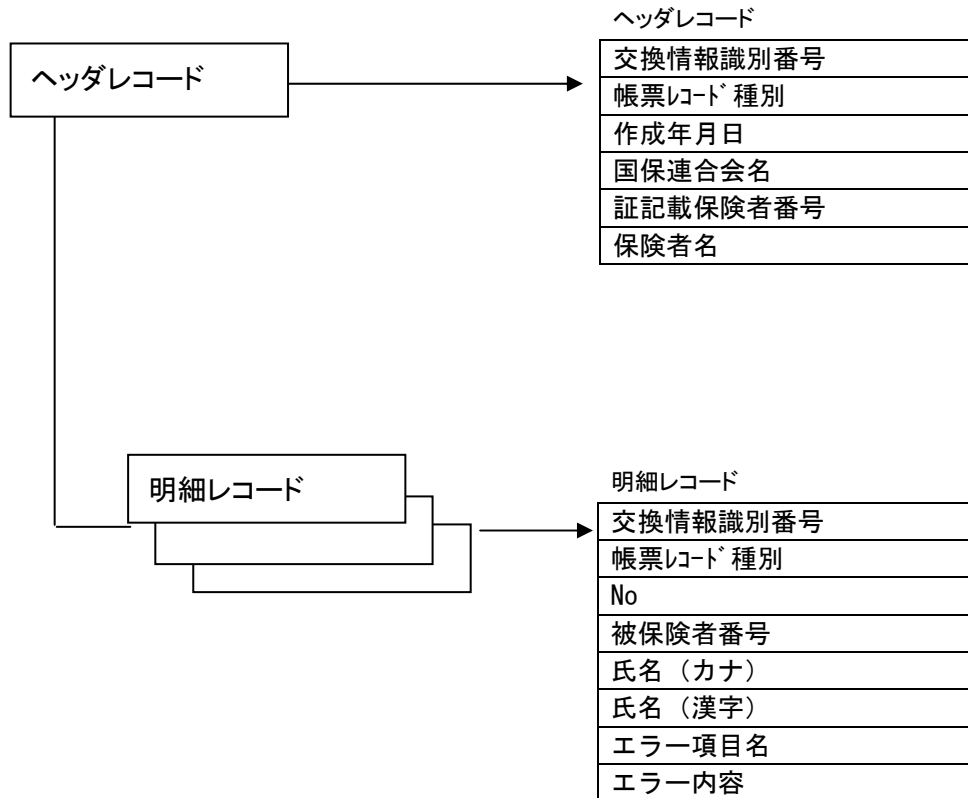 ヘッダレコード
ヘッダレコード
交換情報識別番号
帳票ﾚｺｰﾄﾞ種別
作成年月日
国保連合会名
証記載保険者番号
保険者名
明細レコード
明細レコード
交換情報識別番号
帳票ﾚｺｰﾄﾞ種別
No
被保険者番号
氏名（カナ）
氏名（漢字）
エラー項目名
エラー内容